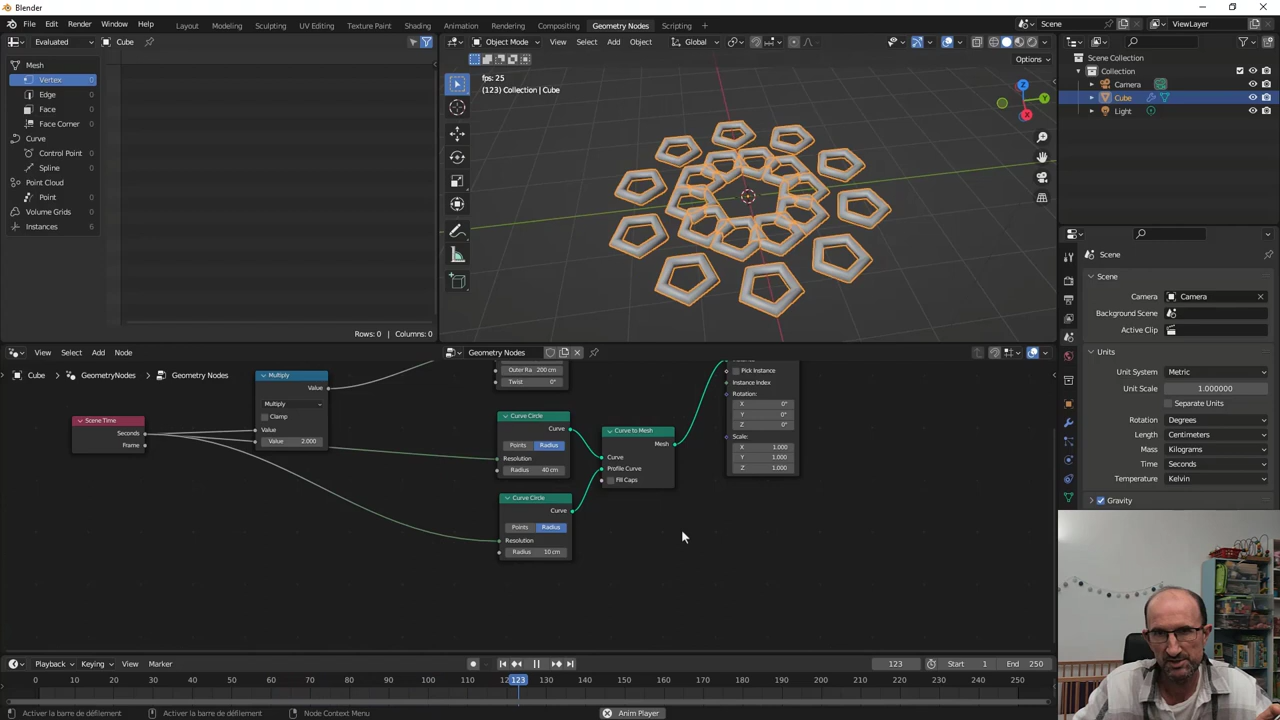 Blender
File Edit Render Window Help
Layout Modeling Sculpting UV Editing Texture Paint Shading Animation Rendering Compositing Geometry Nodes Scripting +
Scene
ViewLayer
Evaluated
Cube
Object Mode
View Select Add Object
Global
Options
Mesh
Vertex 0
Edge 0
Face 0
Face Corner 0
Curve
Control Point 0
Spline 0
Point Cloud
Point 0
Volume Grids 0
Instances 6
Rows: 0 | Columns: 0
fps: 25
(123) Collection | Cube
Z
Y
X
Scene Collection
Collection
Camera
Cube
Light
Scene
Scene
Camera Camera
Background Scene
Active Clip
Units
Unit System Metric
Unit Scale 1.000000
Separate Units
Rotation Degrees
Length Centimeters
Mass Kilograms
Time Seconds
Temperature Kelvin
Gravity
View Select Add Node
Geometry Nodes
Cube GeometryNodes Geometry Nodes
Scene Time
Seconds
Frame
Multiply
Value
Multiply
Clamp
Value
Value 2.000
Outer Ra 200 cm
Twist 0°
Curve Circle
Curve
Points Radius
Resolution
Radius 40 cm
Curve Circle
Curve
Points Radius
Resolution
Radius 10 cm
Curve to Mesh
Mesh
Curve
Profile Curve
Fill Caps
Pick Instance
Instance Index
Rotation:
X 0°
Y 0°
Z 0°
Scale:
X 1.000
Y 1.000
Z 1.000
Playback Keying View Marker
123
Start 1
End 250
0 10 20 30 40 50 60 70 80 90 100 110 123 130 140 150 160 170 180 190 200 210 220 230 240 250
Activer la barre de défilement
Activer la barre de défilement
Node Context Menu
Anim Player